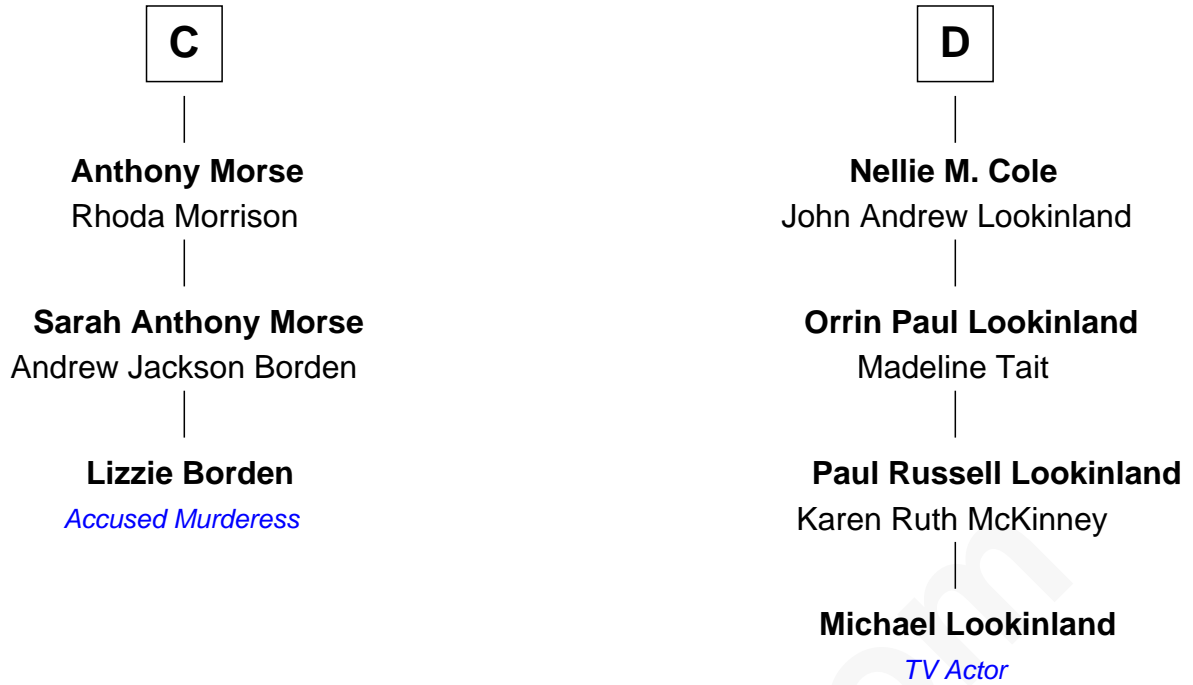 C
Anthony Morse
Rhoda Morrison
Sarah Anthony Morse
Andrew Jackson Borden
Lizzie Borden
Accused Murderess
D
Nellie M. Cole
John Andrew Lookinland
Orrin Paul Lookinland
Madeline Tait
Paul Russell Lookinland
Karen Ruth McKinney
Michael Lookinland
TV Actor